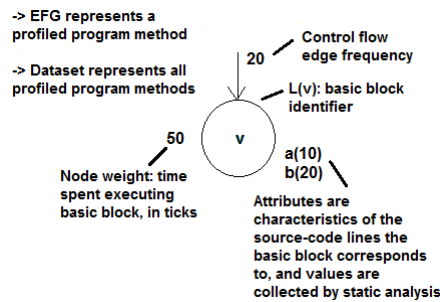 -> EFG represents a
profiled program method
-> Dataset represents all
profiled program methods
20
Control flow
edge frequency
L(v): basic block
identifier
50
v
a(10)
b(20)
Node weight: time
spent executing
basic block, in ticks
Attributes are
characteristics of the
source-code lines the
basic block corresponds
to, and values are
collected by static analysis